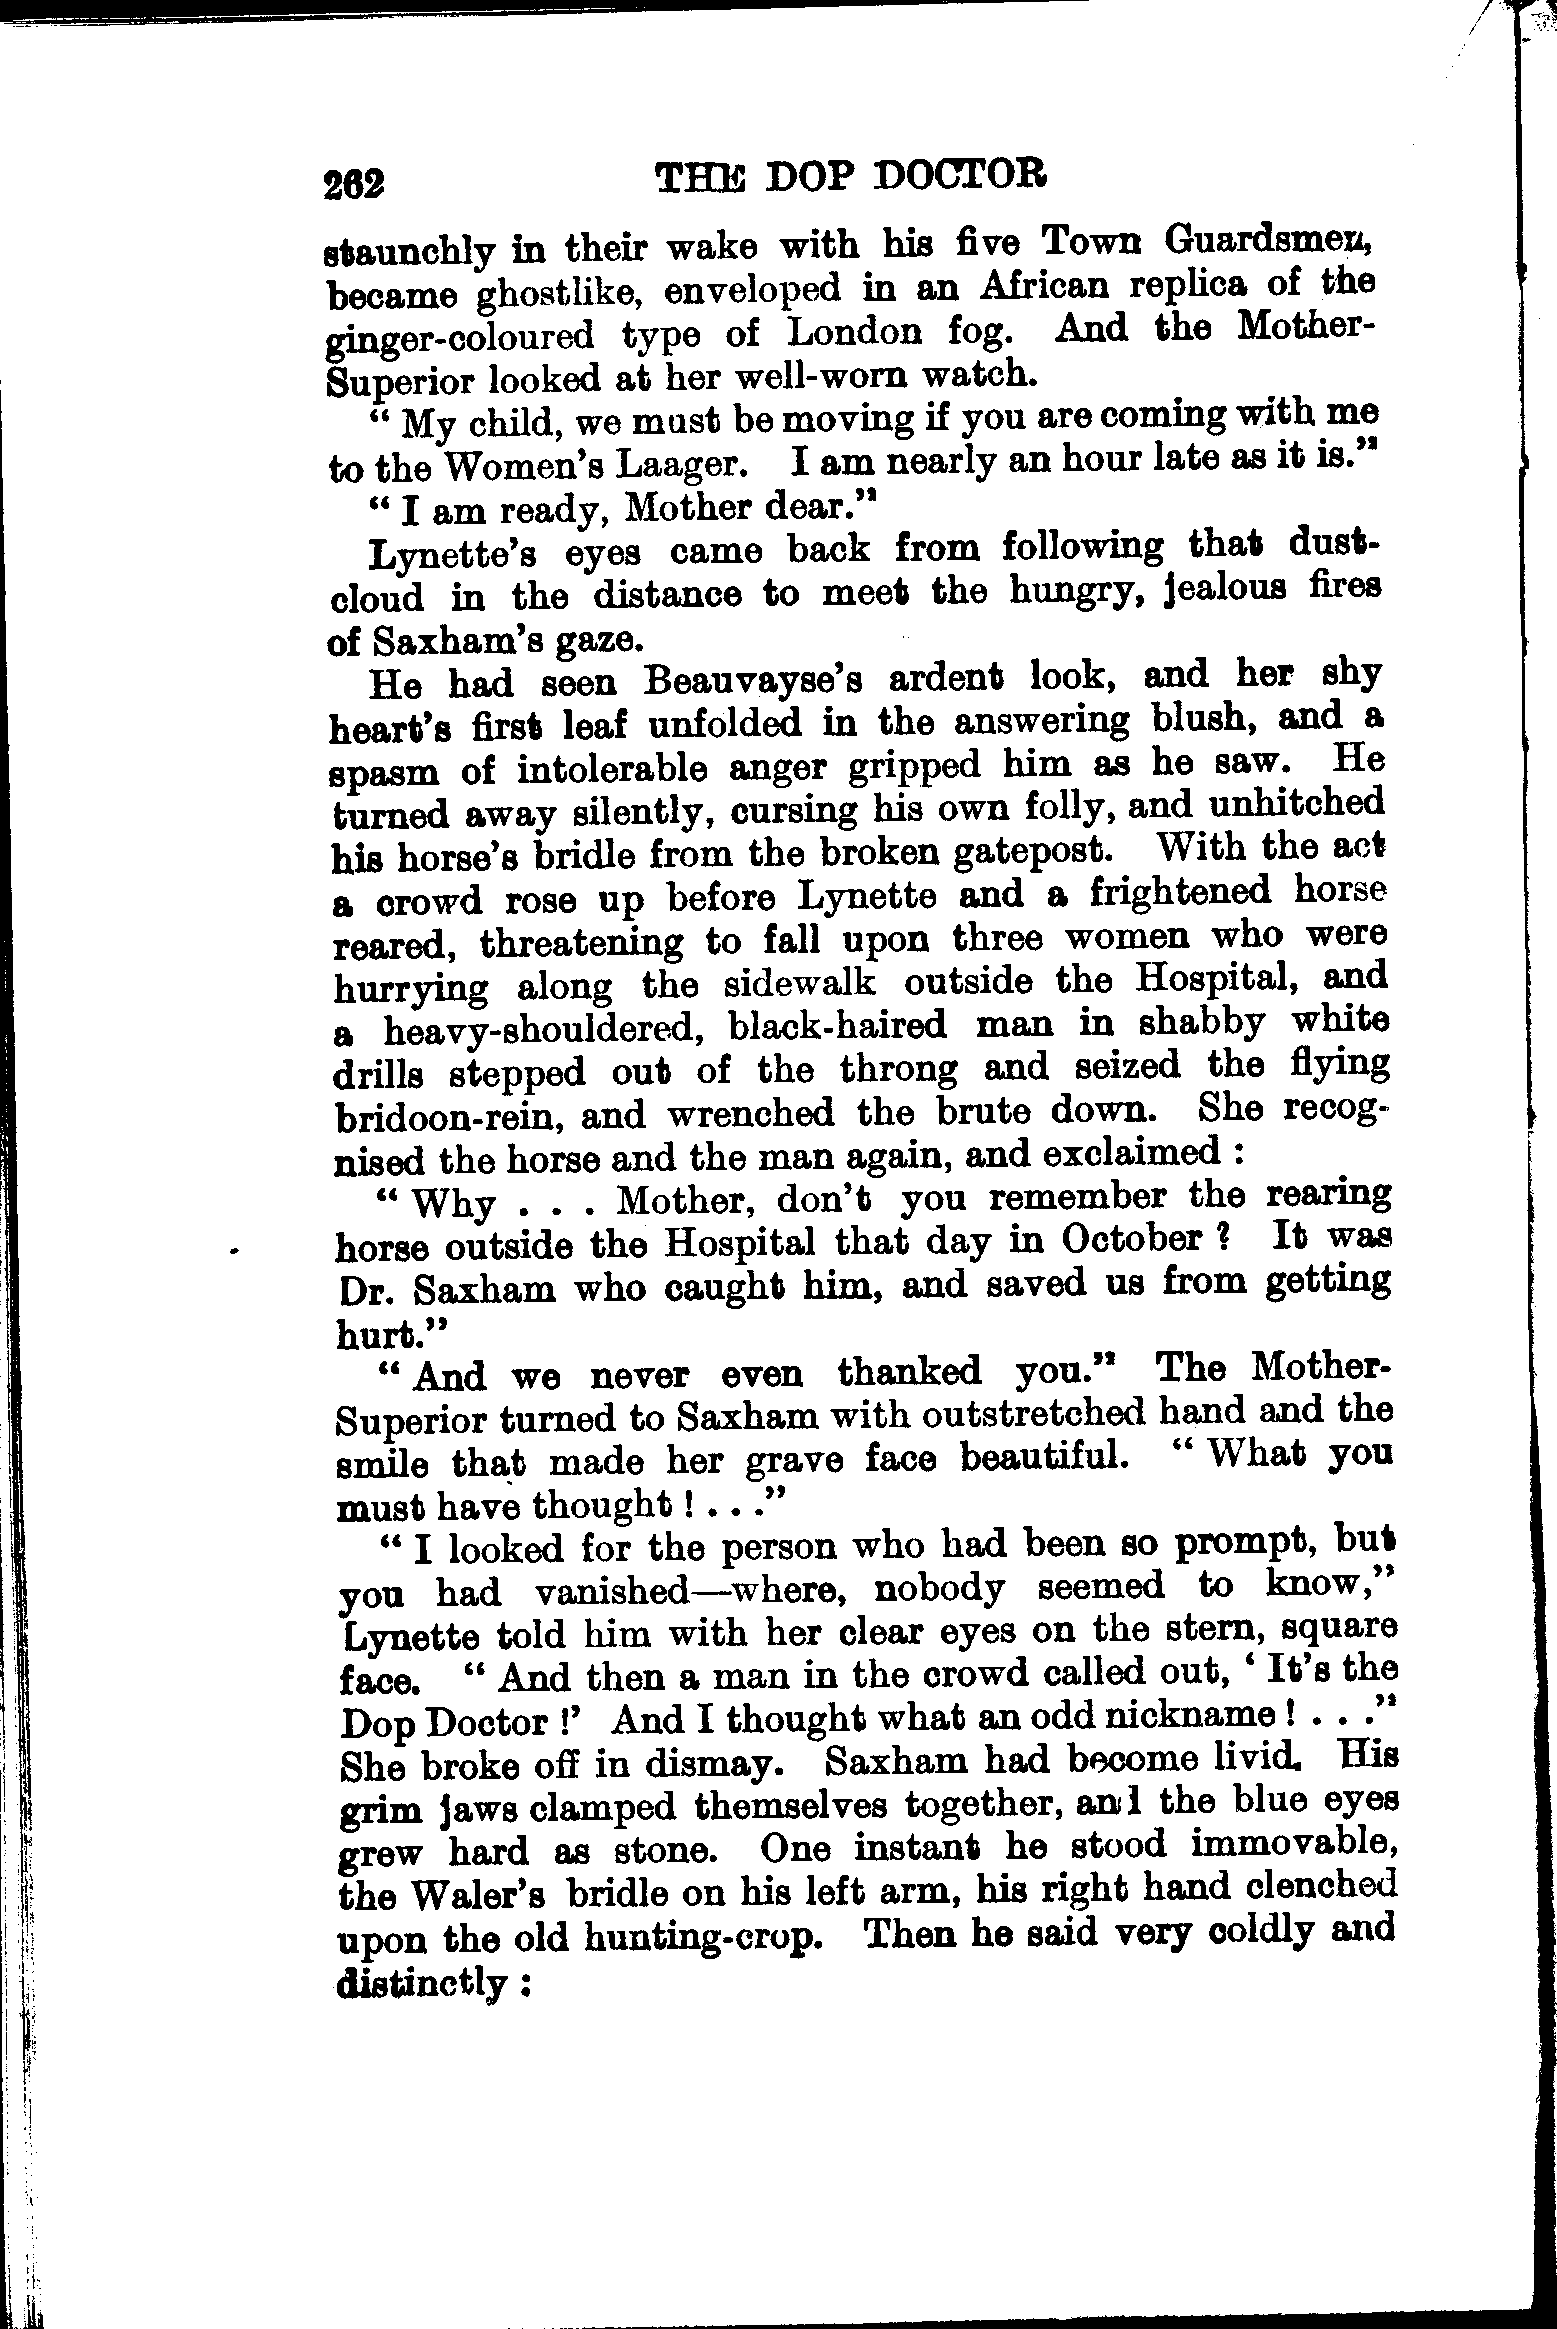 262 THE DOP DOCTOR
staunchly in their wake with his five Town Guardsmen,
became ghostlike, enveloped in an African replica of the
ginger-coloured type of London fog. And the Mother-
Superior looked at her well-worn watch.
“ My child, we must be moving if you are coming with me
to the Women’s Laager. I am nearly an hour late as it is.”
“ I am ready, Mother dear.”
Lynette’s eyes came back from following that dust-
cloud in the distance to meet the hungry, jealous fires
of Saxham’s gaze.
He had seen Beauvayse’s ardent look, and her shy
heart’s first leaf unfolded in the answering blush, and a
spasm of intolerable anger gripped him as he saw. He
turned away silently, cursing his own folly, and unhitched
his horse’s bridle from the broken gatepost. With the act
a crowd rose up before Lynette and a frightened horse
reared, threatening to fall upon three women who were
hurrying along the sidewalk outside the Hospital, and
a heavy-shouldered, black-haired man in shabby white
drills stepped out of the throng and seized the flying
bridoon-rein, and wrenched the brute down. She recog-
nised the horse and the man again, and exclaimed :
“ Why . . . Mother, don’t you remember the rearing
horse outside the Hospital that day in October ? It was
Dr. Saxham who caught him, and saved us from getting
hurt.”
“ And we never even thanked you.” The Mother-
Superior turned to Saxham with outstretched hand and the
smile that made her grave face beautiful. “ What you
must have thought ! . . .”
“ I looked for the person who had been so prompt, but
you had vanished—where, nobody seemed to know,”
Lynette told him with her clear eyes on the stern, square
face. “ And then a man in the crowd called out, ‘ It’s the
Dop Doctor !’ And I thought what an odd nickname ! . . .”
She broke off in dismay. Saxham had become livid. His
grim jaws clamped themselves together, and the blue eyes
grew hard as stone. One instant he stood immovable,
the Waler’s bridle on his left arm, his right hand clenched
upon the old hunting-crop. Then he said very coldly and
distinctly :